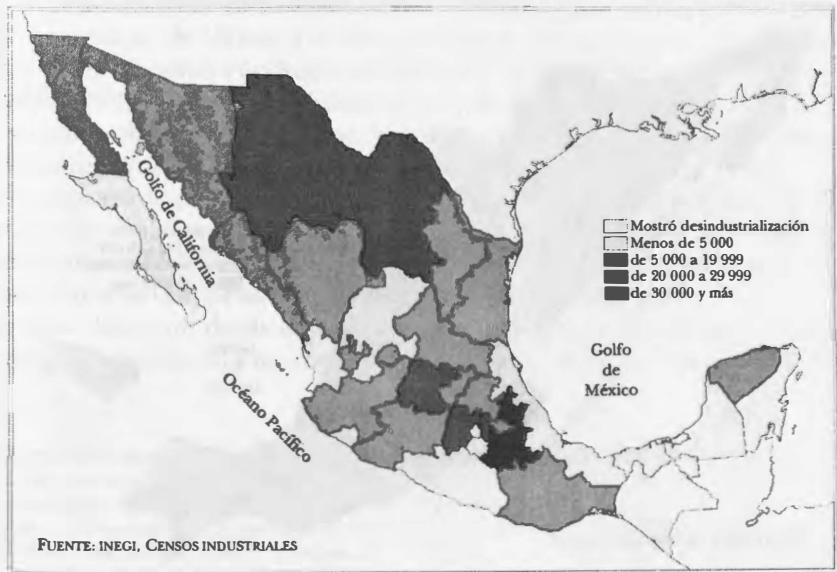 Golfo de California
Mostró desindustrialización
Menos de 5 000
de 5 000 a 19 999
de 20 000 a 29 999
de 30 000 y más
Golfo
de
México
Océano Pacífico
FUENTE: INEGI, CENSOS INDUSTRIALES